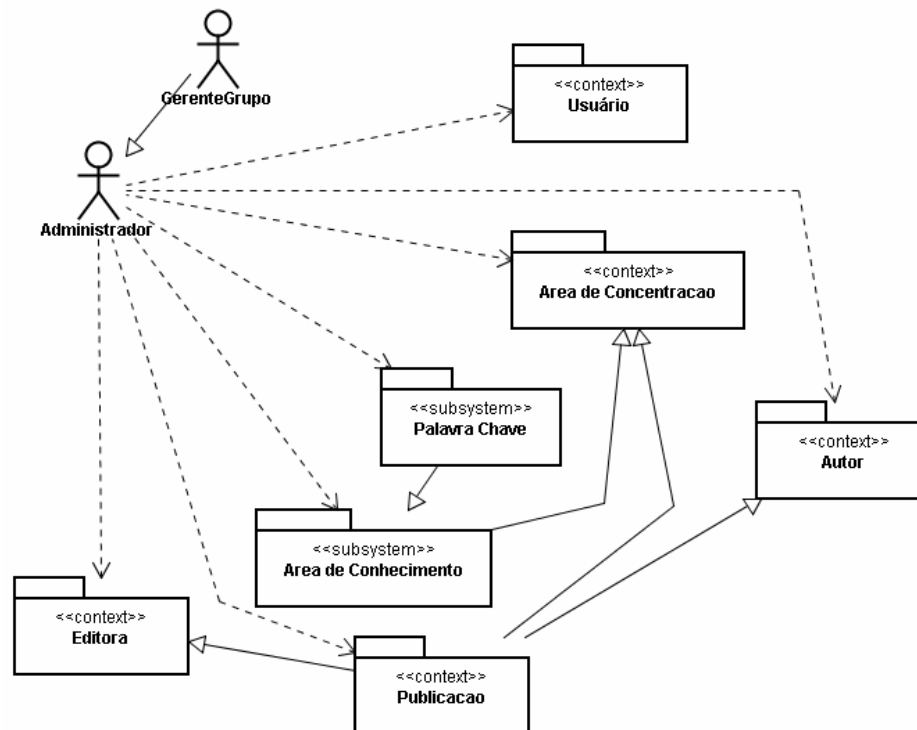 GerenteGrupo
<<context>>
Usuário
Administrador
<<context>>
Area de Concentracao
<<subsystem>>
Palavra Chave
<<context>>
Autor
<<subsystem>>
Area de Conhecimento
<<context>>
Editora
<<context>>
Publicacao